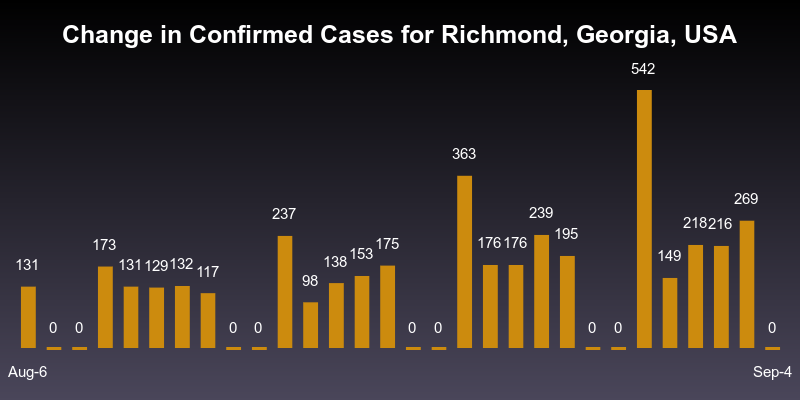 Change in Confirmed Cases for Richmond, Georgia, USA
131 0 0 173 131 129 132 117 0 0 237 98 138 153 175 0 0 363 176 176 239 195 0 0 542 149 218 216 269 0
Aug-6 Sep-4